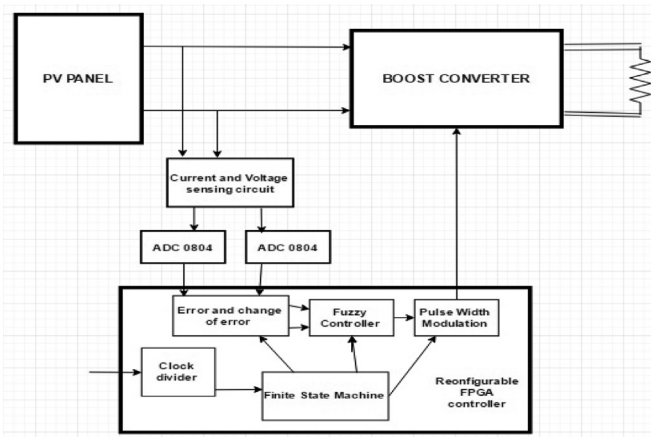 PV PANEL
BOOST CONVERTER
Current and Voltage
sensing circuit
ADC 0804
ADC 0804
Error and change
of error
Fuzzy
Controller
Pulse Width
Modulation
Clock
divider
Finite State Machine
Reonfigurable
FPGA
controller